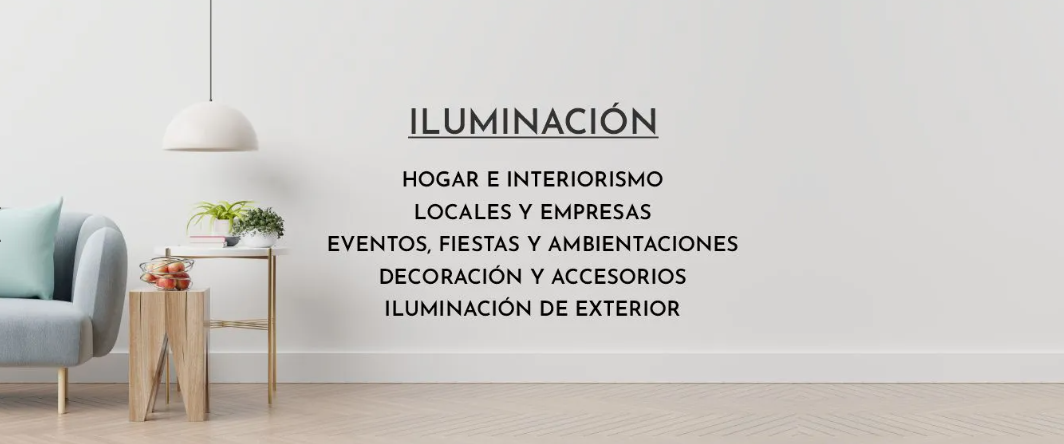 ILUMINACIÓN
HOGAR E INTERIORISMO
LOCALES Y EMPRESAS
EVENTOS, FIESTAS Y AMBIENTACIONES
DECORACIÓN Y ACCESORIOS
ILUMINACIÓN DE EXTERIOR